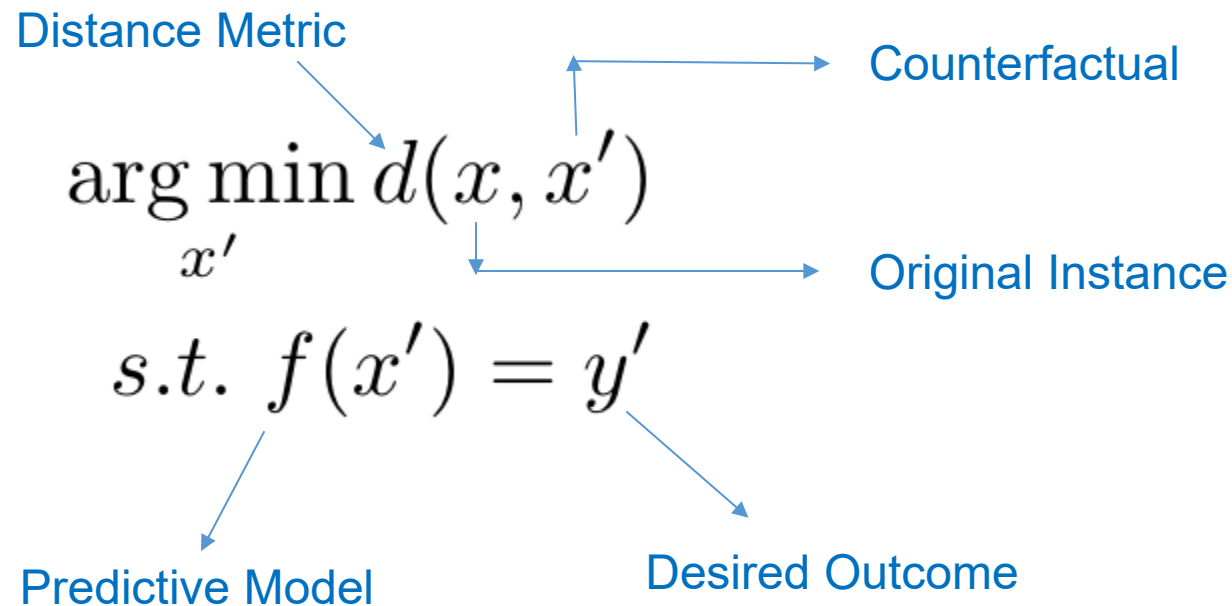 Distance Metric
Counterfactual
arg min d(x, x′)
x′
Original Instance
s.t. f(x′) = y′
Predictive Model
Desired Outcome